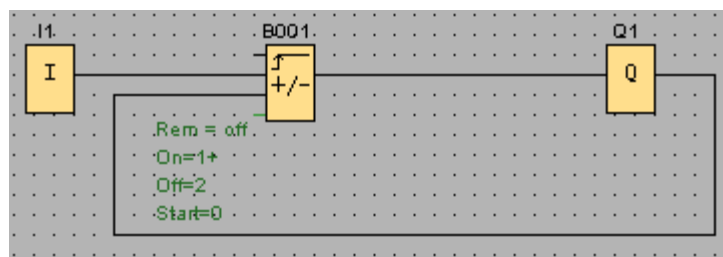 I1 B001 Q1
I +/- Q
Rem = off
On=1+
Off=2
Start=0